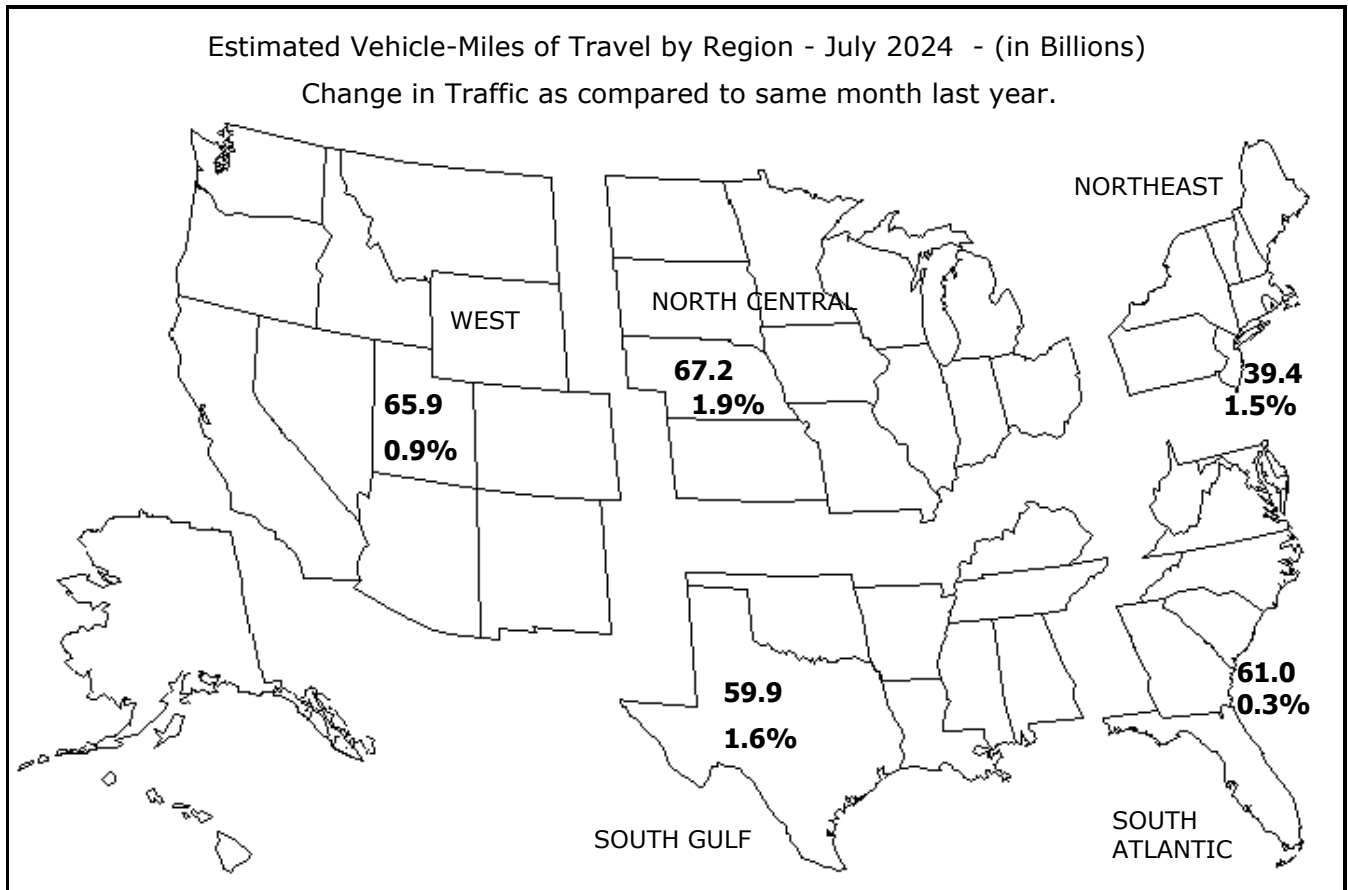 Estimated Vehicle-Miles of Travel by Region - July 2024 - (in Billions)
Change in Traffic as compared to same month last year.
NORTHEAST
39.4
1.5%
NORTH CENTRAL
67.2
1.9%
WEST
65.9
0.9%
SOUTH GULF
59.9
1.6%
SOUTH
ATLANTIC
61.0
0.3%